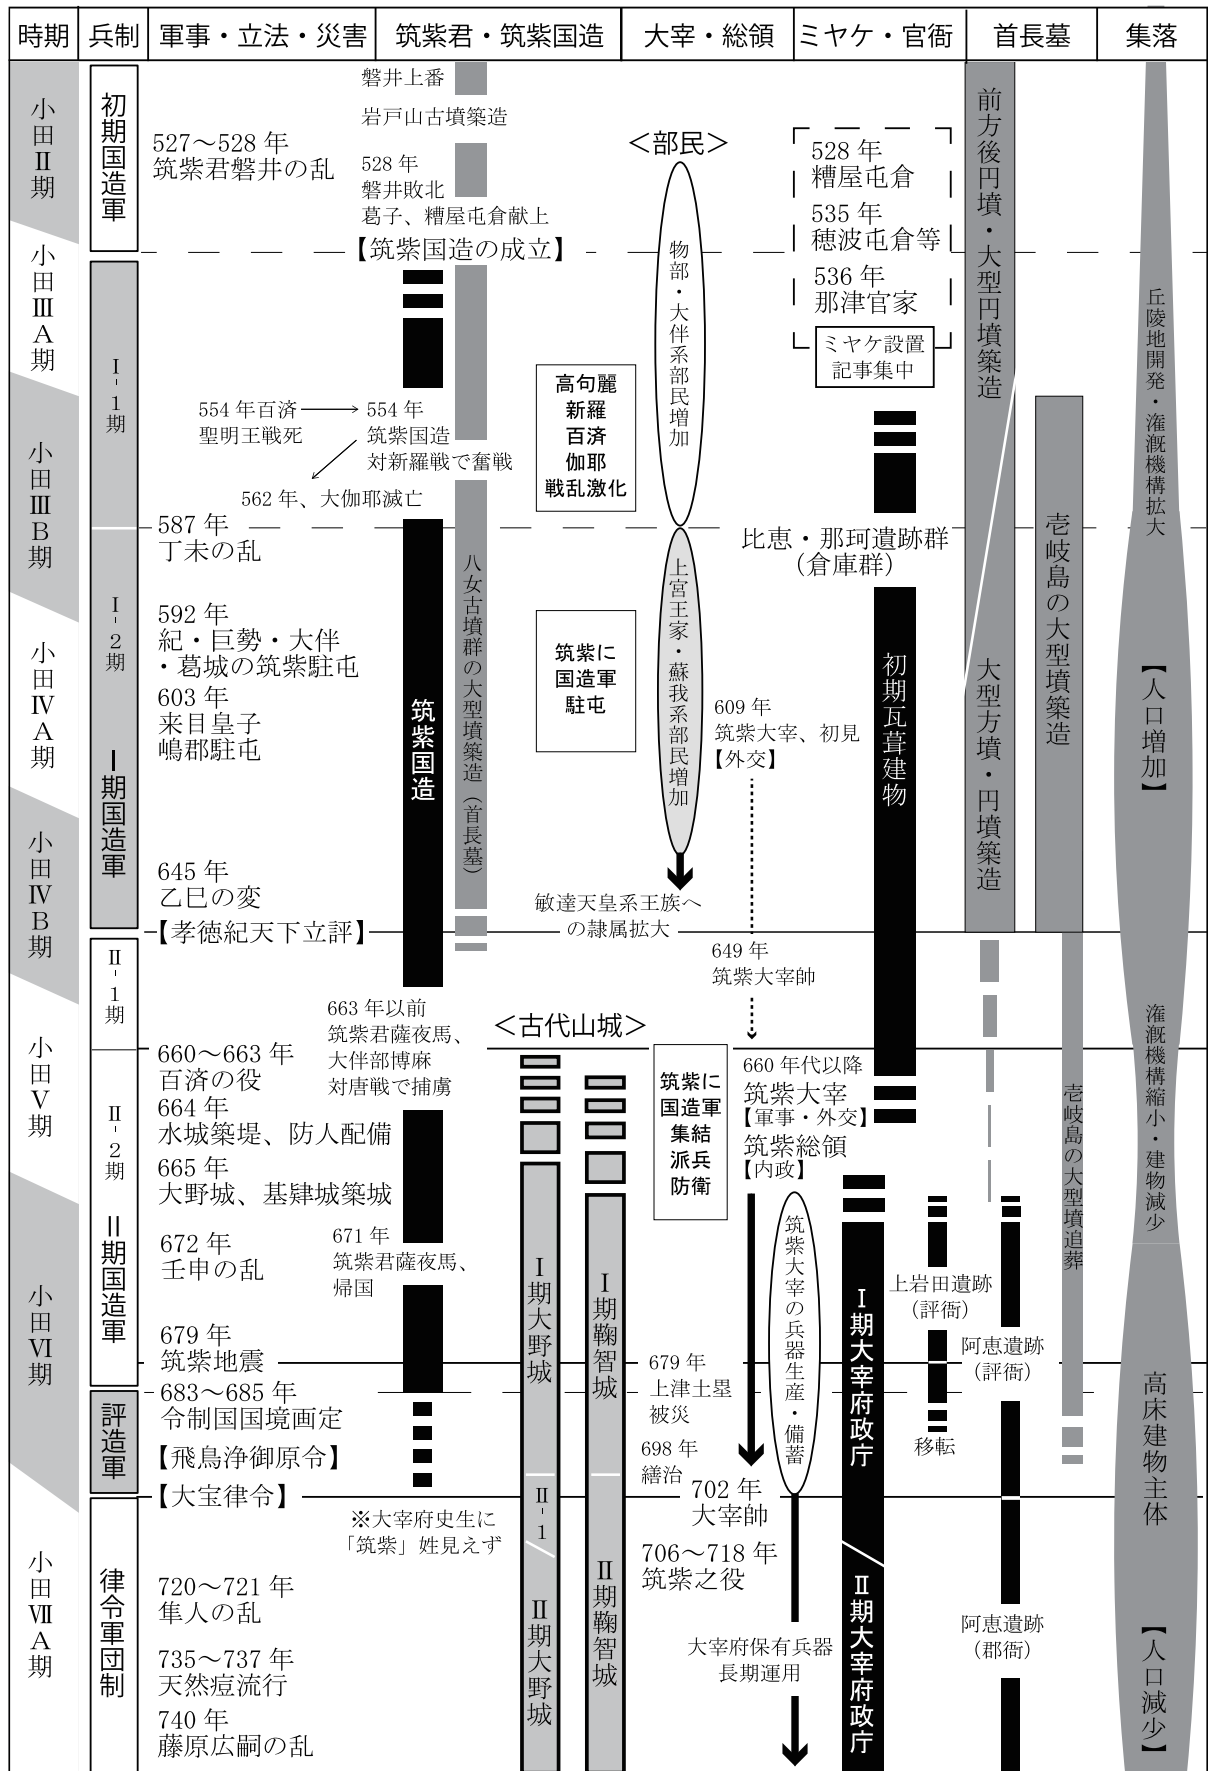 時期
兵制
軍事・立法・災害
筑紫君・筑紫国造
大宰・総領
ミヤケ・官衙
首長墓
集落
小田Ⅱ期
小田ⅢA期
小田ⅢB期
小田ⅣA期
小田ⅣB期
小田Ⅴ期
小田Ⅵ期
小田ⅦA期
初期国造軍
Ⅰ-1期
Ⅰ-2期
Ⅰ期国造軍
Ⅱ-1期
Ⅱ-2期
Ⅱ期国造軍
評造軍
律令軍団制
527〜528年
筑紫君磐井の乱
587年
丁未の乱
592年
紀・巨勢・大伴
・葛城の筑紫駐屯
603年
来目皇子
嶋郡駐屯
645年
乙巳の変
【孝徳紀天下立評】
660〜663年
百済の役
664年
水城築堤、防人配備
665年
大野城、基肄城築城
672年
壬申の乱
679年
筑紫地震
683〜685年
令制国国境画定
【飛鳥浄御原令】
【大宝律令】
720〜721年
隼人の乱
735〜737年
天然痘流行
740年
藤原広嗣の乱
磐井上番
岩戸山古墳築造
528年
磐井敗北
葛子、糟屋屯倉献上
【筑紫国造の成立】
554年百済
聖明王戦死
554年
筑紫国造
対新羅戦で奮戦
562年、大伽耶滅亡
筑紫国造
八女古墳群の大型墳築造（首長墓）
663年以前
筑紫君薩夜馬、
大伴部博麻
対唐戦で捕虜
671年
筑紫君薩夜馬、
帰国
※大宰府史生に
「筑紫」姓見えず
＜古代山城＞
Ⅰ期大野城
Ⅱ-1
Ⅱ期大野城
Ⅰ期鞠智城
Ⅱ期鞠智城
＜部民＞
物部・大伴系部民増加
高句麗
新羅
百済
伽耶
戦乱激化
上宮王家・蘇我系部民増加
筑紫に
国造軍
駐屯
敏達天皇系王族へ
の隷属拡大
609年
筑紫大宰、初見
【外交】
649年
筑紫大宰帥
筑紫に
国造軍
集結
派兵
防衛
660年代以降
筑紫大宰
【軍事・外交】
筑紫総領
【内政】
筑紫大宰の兵器生産・備蓄
679年
上津土塁
被災
698年
繕治
702年
大宰帥
706〜718年
筑紫之役
大宰府保有兵器
長期運用
528年
糟屋屯倉
535年
穂波屯倉等
536年
那津官家
ミヤケ設置
記事集中
比恵・那珂遺跡群
（倉庫群）
初期瓦葺建物
Ⅰ期大宰府政庁
Ⅱ期大宰府政庁
上岩田遺跡
（評衙）
移転
阿恵遺跡
（評衙）
阿恵遺跡
（郡衙）
前方後円墳・大型円墳築造
大型方墳・円墳築造
壱岐島の大型墳築造
壱岐島の大型墳追葬
丘陵地開発・灌漑機構拡大
【人口増加】
灌漑機構縮小・建物減少
高床建物主体
【人口減少】